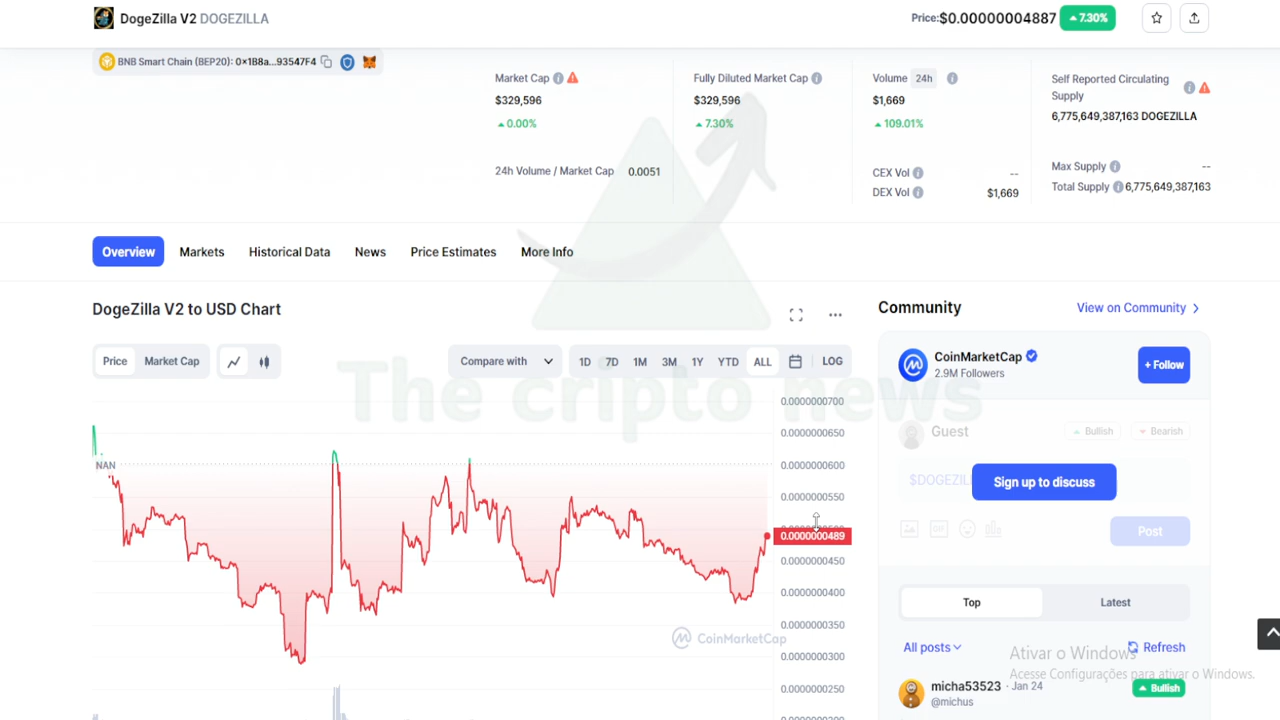 DogeZilla V2 DOGEZILLA
Price:$0.00000004887 7.30%
BNB Smart Chain (BEP20): 0x1B8a...93547F4
Market Cap
$329,596
0.00%
24h Volume / Market Cap 0.0051
Fully Diluted Market Cap
$329,596
7.30%
Volume 24h
$1,669
109.01%
CEX Vol --
DEX Vol $1,669
Self Reported Circulating
Supply
6,775,649,387,163 DOGEZILLA
Max Supply --
Total Supply 6,775,649,387,163
Overview Markets Historical Data News Price Estimates More Info
DogeZilla V2 to USD Chart
Price Market Cap Compare with 1D 7D 1M 3M 1Y YTD ALL LOG
The cripto news
0.0000000700
0.0000000650
NAN 0.0000000600
0.0000000550
0.0000000489
0.0000000450
0.0000000400
0.0000000350
0.0000000300
0.0000000250
CoinMarketCap
Community View on Community
CoinMarketCap
2.9M Followers
+ Follow
Guest Bullish Bearish
$DOGEZIL
Sign up to discuss
GIF
Post
Top Latest
All posts Refresh
Ativar o Windows
Acesse Configurações para ativar o Windows.
micha53523 · Jan 24
@michus
Bullish